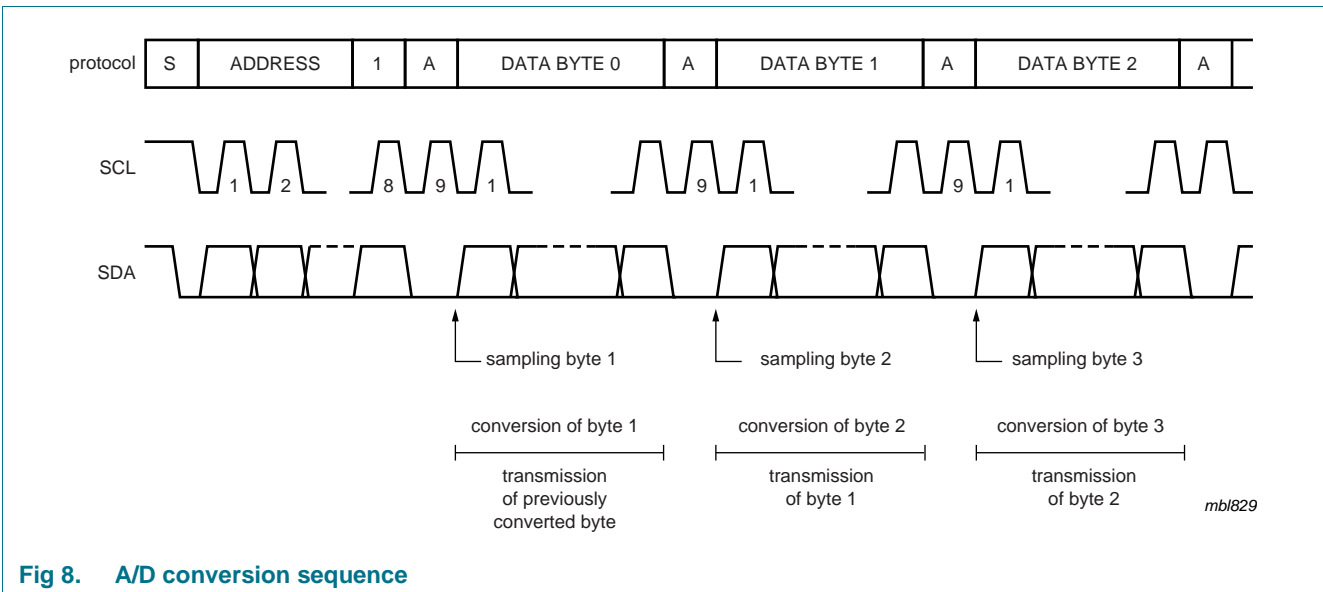 protocol S ADDRESS 1 A DATA BYTE 0 A DATA BYTE 1 A DATA BYTE 2 A
SCL 1 2 8 9 1 9 1 9 1
SDA
sampling byte 1 sampling byte 2 sampling byte 3
conversion of byte 1 conversion of byte 2 conversion of byte 3
transmission transmission transmission
of previously of byte 1 of byte 2
converted byte
mbl829
Fig 8. A/D conversion sequence